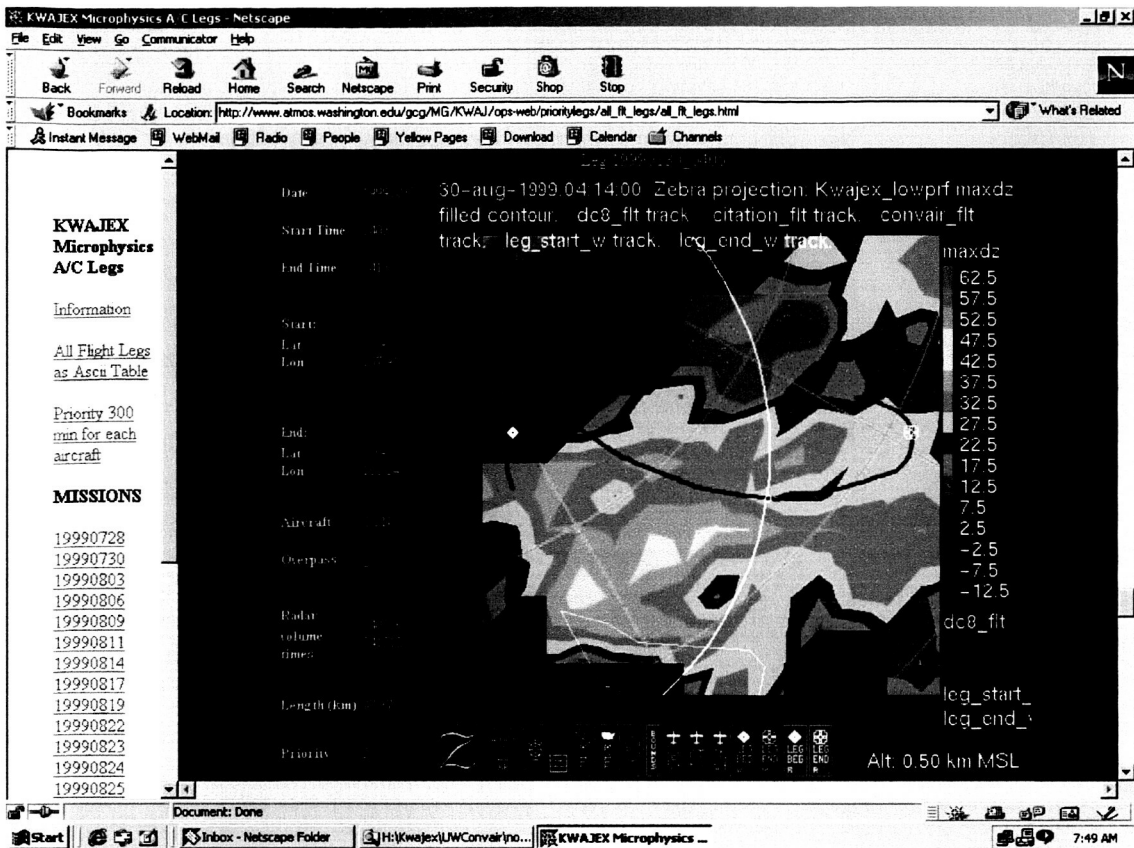 KWAJEX Microphysics A/C Legs - Netscape
File Edit View Go Communicator Help
Back Forward Reload Home Search Netscape Print Security Shop Stop
N
Bookmarks Location: http://www.atmos.washington.edu/gcg/MG/KWAJ/ops-web/prioritylegs/all_flt_legs/all_flt_legs.html What's Related
Instant Message WebMail Radio People Yellow Pages Download Calendar Channels
KWAJEX
Microphysics
A/C Legs
Information
All Flight Legs
as Ascii Table
Priority 300
min for each
aircraft
MISSIONS
19990728
19990730
19990803
19990806
19990809
19990811
19990814
19990817
19990819
19990822
19990823
19990824
19990825
Date
Start Time
End Time
Start:
Lat
Lon
End:
Lat
Lon
Aircraft
Overpass
Radar
volume
times
Length (km)
Priority
30-aug-1999,04:14:00 Zebra projection: Kwajex_lowprf maxdz
filled contour. dc8_flt track. citation_flt track. convair_flt
track. leg_start_w track. leg_end_w track.
maxdz
62.5
57.5
52.5
47.5
42.5
37.5
32.5
27.5
22.5
17.5
12.5
7.5
2.5
-2.5
-7.5
-12.5
dc8_flt
leg_start_
leg_end_
LEG BEG R
LEG END R
Alt: 0.50 km MSL
Document: Done
Start Inbox - Netscape Folder H:\Kwajex\UWConvair\no... KWAJEX Microphysics ... 7:49 AM